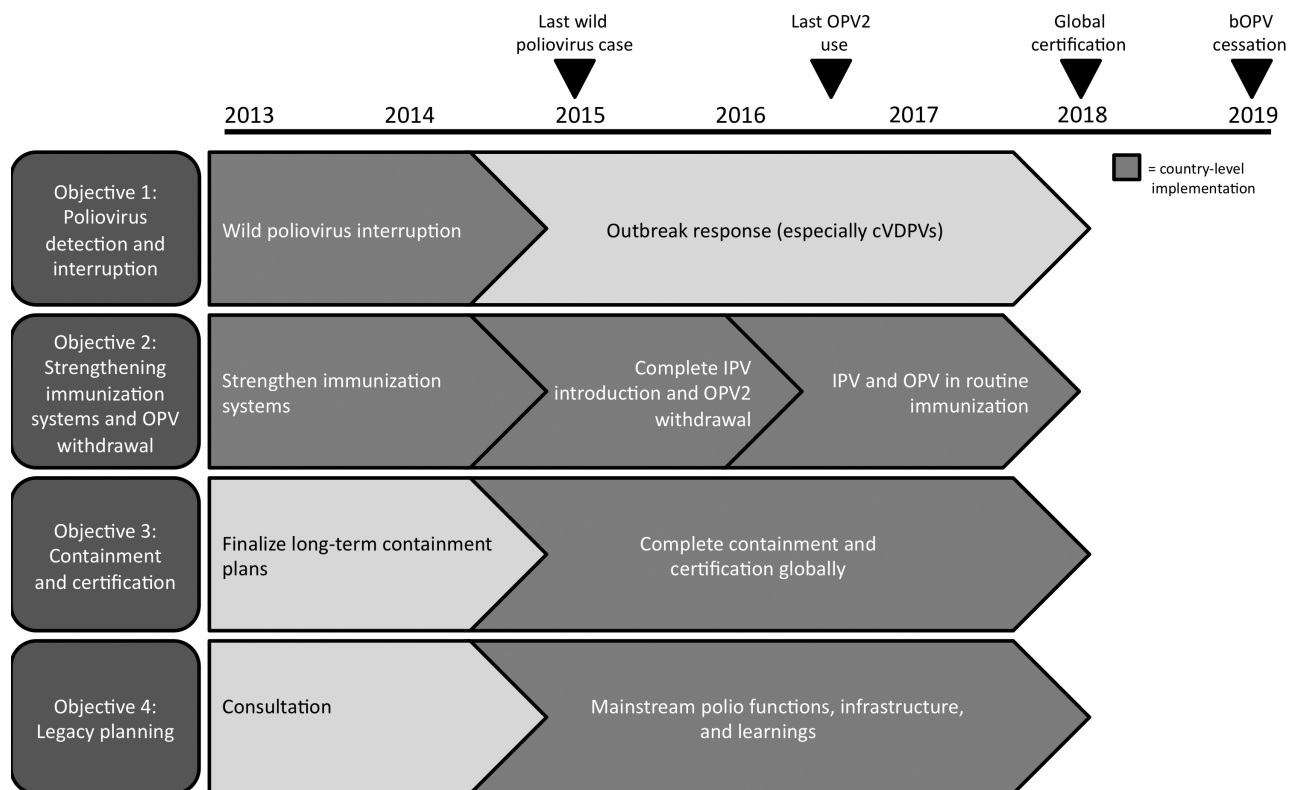 Last wild
poliovirus case
Last OPV2
use
Global
certification
bOPV
cessation
2013
2014
2015
2016
2017
2018
2019
= country-level
implementation
Objective 1:
Poliovirus
detection and
interruption
Wild poliovirus interruption
Outbreak response (especially cVDPVs)
Objective 2:
Strengthening
immunization
systems and OPV
withdrawal
Strengthen immunization
systems
Complete IPV
introduction and OPV2
withdrawal
IPV and OPV in routine
immunization
Objective 3:
Containment
and certification
Finalize long-term containment
plans
Complete containment and
certification globally
Objective 4:
Legacy planning
Consultation
Mainstream polio functions, infrastructure,
and learnings